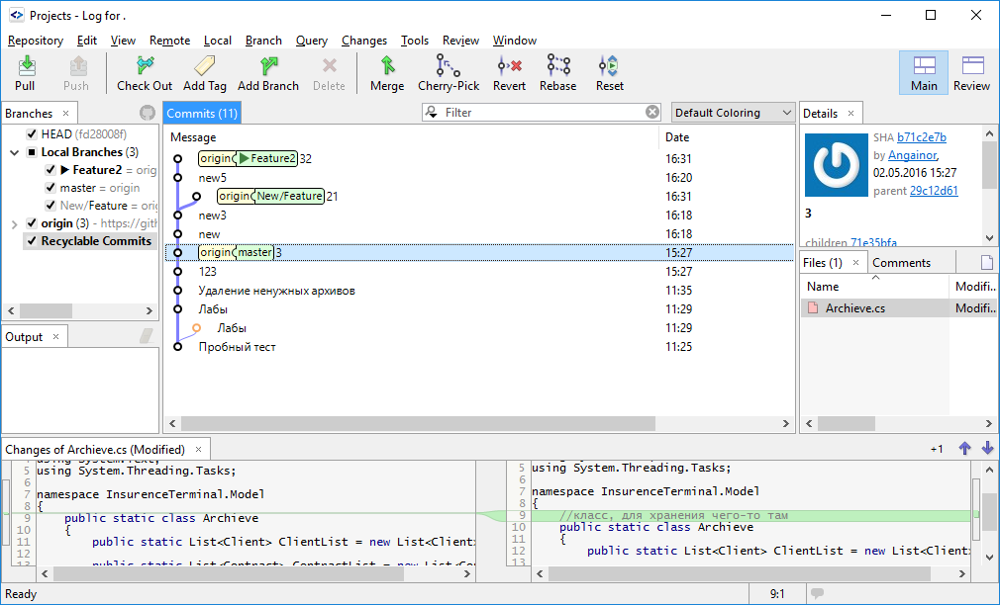 Projects - Log for .
Repository Edit View Remote Local Branch Query Changes Tools Review Window
Pull Push Check Out Add Tag Add Branch Delete Merge Cherry-Pick Revert Rebase Reset Main Review
Branches ×
HEAD (fd28008f)
Local Branches (3)
Feature2 = orig
master = origin
New/Feature = orig
origin (3) - https://gith
Recyclable Commits
Output ×
Commits (11)
Filter
Default Coloring
Message Date
origin Feature2 32 16:31
new5 16:20
origin New/Feature 21 16:31
new3 16:18
new 16:18
origin master 3 15:27
123 15:27
Удаление ненужных архивов 11:35
Лабы 11:29
Лабы 11:29
Пробный тест 11:25
Details ×
SHA b71c2e7b
by Angainor,
02.05.2016 15:27
parent 29c12d61
3
children 71e35bfa
Files (1) × Comments
Name Modifi..
Archieve.cs Modifi..
Changes of Archieve.cs (Modified) ×
+1
4 using System.Text;
5 using System.Threading.Tasks;
6
7 namespace InsurenceTerminal.Model
8 {
9 public static class Archieve
10 {
11 public static List<Client> ClientList = new List<Client>
12
13 public static List<Contract> ContractList = new List<
5 using System.Threading.Tasks;
6
7 namespace InsurenceTerminal.Model
8 {
9 //класс, для хранения чего-то там
10 public static class Archieve
11 {
12 public static List<Client> ClientList = new List<Client>
13
Ready
9:1